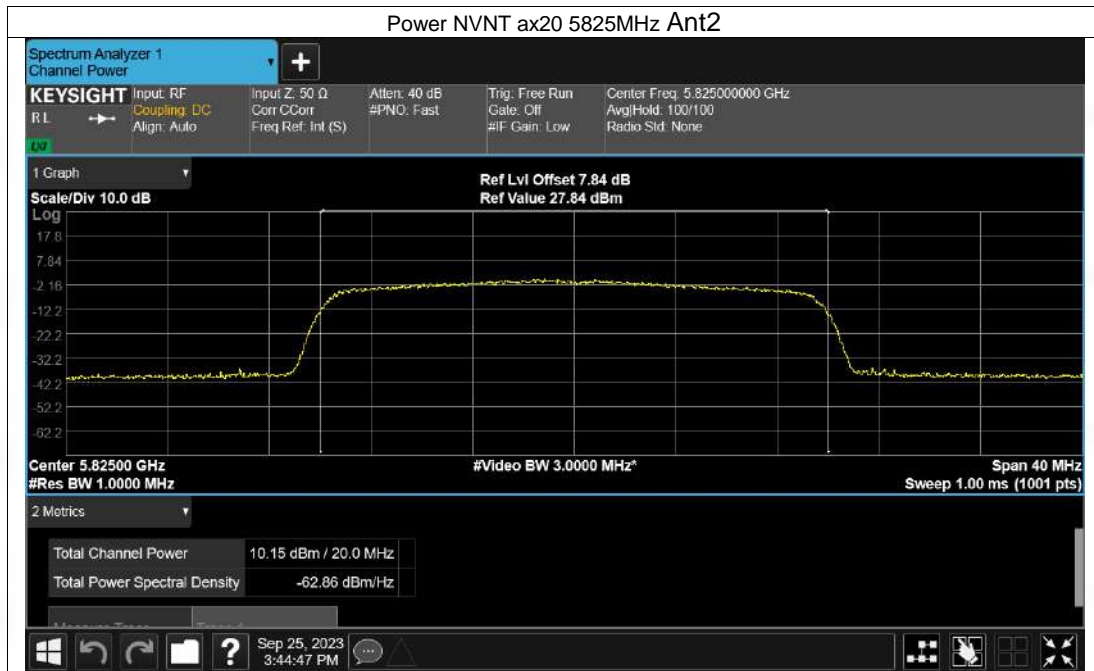 Power NVNT ax20 5825MHz Ant2
Spectrum Analyzer 1
Channel Power
KEYSIGHT
RL
LXI
Input: RF
Coupling: DC
Align: Auto
Input Z: 50 Ω
Corr CCorr
Freq Ref: Int (S)
Atten: 40 dB
#PNO: Fast
Trig: Free Run
Gate: Off
#IF Gain: Low
Center Freq: 5.825000000 GHz
Avg|Hold: 100/100
Radio Std: None
1 Graph
Scale/Div 10.0 dB
Ref Lvl Offset 7.84 dB
Ref Value 27.84 dBm
Log
17.8
7.84
-2.16
-12.2
-22.2
-32.2
-42.2
-52.2
-62.2
Center 5.82500 GHz
#Res BW 1.0000 MHz
#Video BW 3.0000 MHz*
Span 40 MHz
Sweep 1.00 ms (1001 pts)
2 Metrics
Total Channel Power 10.15 dBm / 20.0 MHz
Total Power Spectral Density -62.86 dBm/Hz
Sep 25, 2023
3:44:47 PM